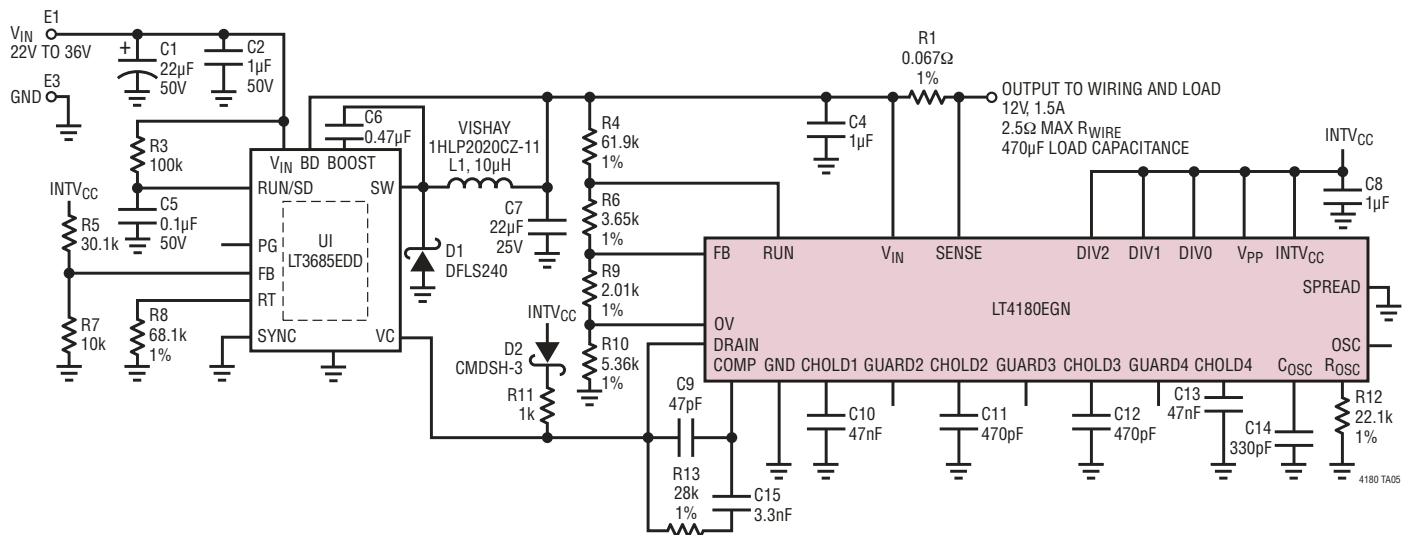 E1
VIN
22V TO 36V
E3
GND
+
C1
22µF
50V
C2
1µF
50V
R3
100k
INTVCC
R5
30.1k
C5
0.1µF
50V
R7
10k
R8
68.1k
1%
VIN BD BOOST
RUN/SD
SW
PG
FB
RT
SYNC
VC
UI
LT3685EDD
C6
0.47µF
VISHAY
1HLP2020CZ-11
L1, 10µH
D1
DFLS240
C7
22µF
25V
INTVCC
D2
CMDSH-3
R11
1k
R4
61.9k
1%
R6
3.65k
1%
R9
2.01k
1%
R10
5.36k
1%
C9
47pF
R13
28k
1%
C15
3.3nF
C4
1µF
R1
0.067Ω
1%
OUTPUT TO WIRING AND LOAD
12V, 1.5A
2.5Ω MAX RWIRE
470µF LOAD CAPACITANCE
INTVCC
C8
1µF
FB RUN VIN SENSE DIV2 DIV1 DIV0 VPP INTVCC
SPREAD
LT4180EGN
OV
DRAIN
OSC
COMP GND CHOLD1 GUARD2 CHOLD2 GUARD3 CHOLD3 GUARD4 CHOLD4 COSC ROSC
C10
47nF
C11
470pF
C12
470pF
C13
47nF
C14
330pF
R12
22.1k
1%
4180 TA05